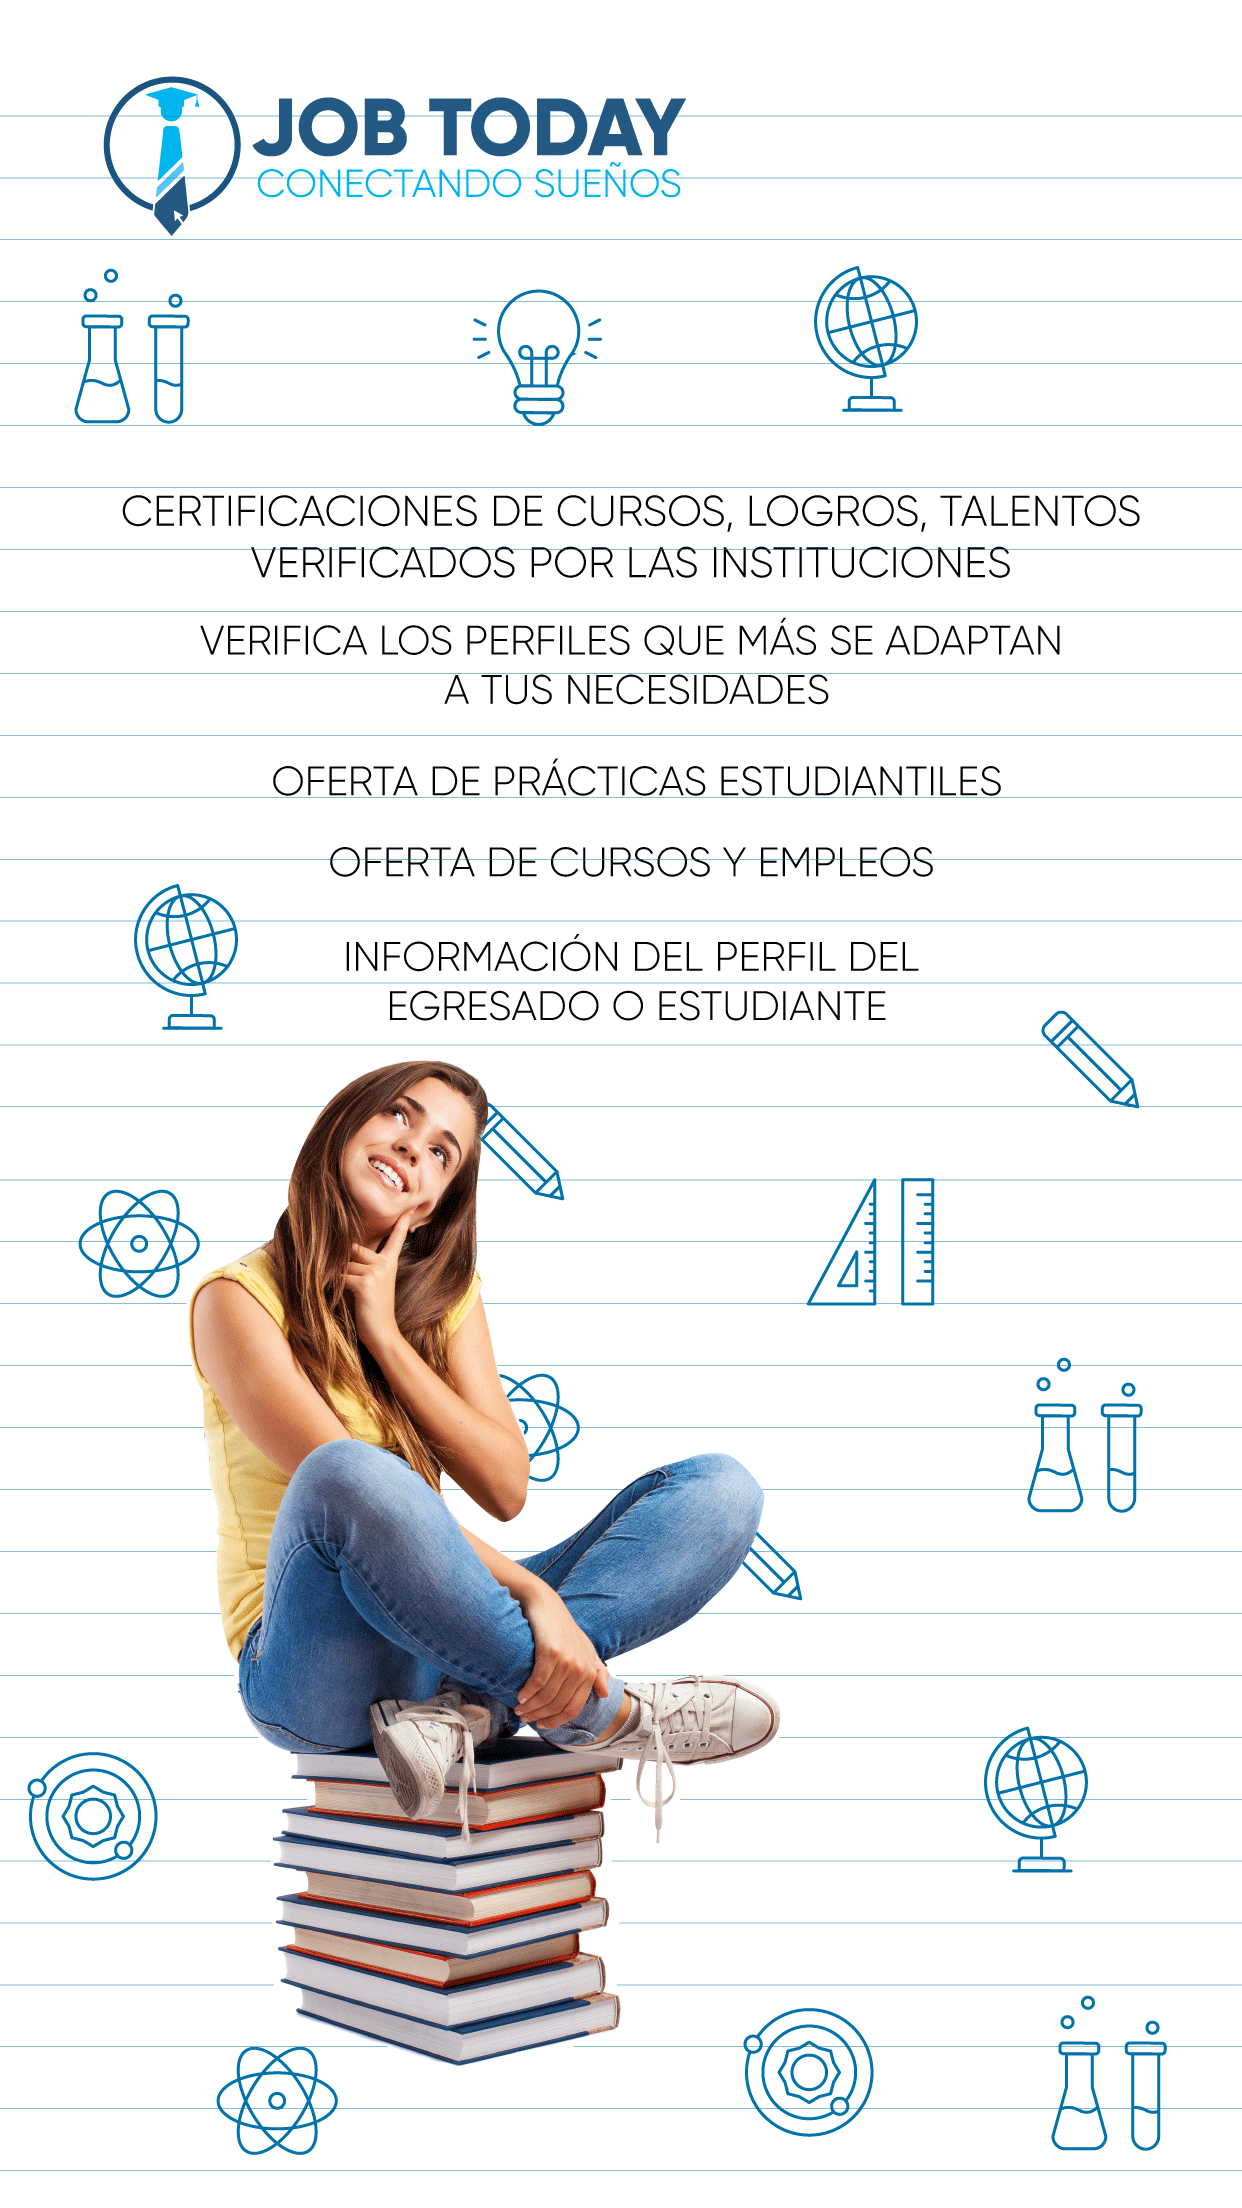 JOB TODAY
CONECTANDO SUEÑOS
CERTIFICACIONES DE CURSOS, LOGROS, TALENTOS
VERIFICADOS POR LAS INSTITUCIONES
VERIFICA LOS PERFILES QUE MÁS SE ADAPTAN
A TUS NECESIDADES
OFERTA DE PRÁCTICAS ESTUDIANTILES
OFERTA DE CURSOS Y EMPLEOS
INFORMACIÓN DEL PERFIL DEL
EGRESADO O ESTUDIANTE